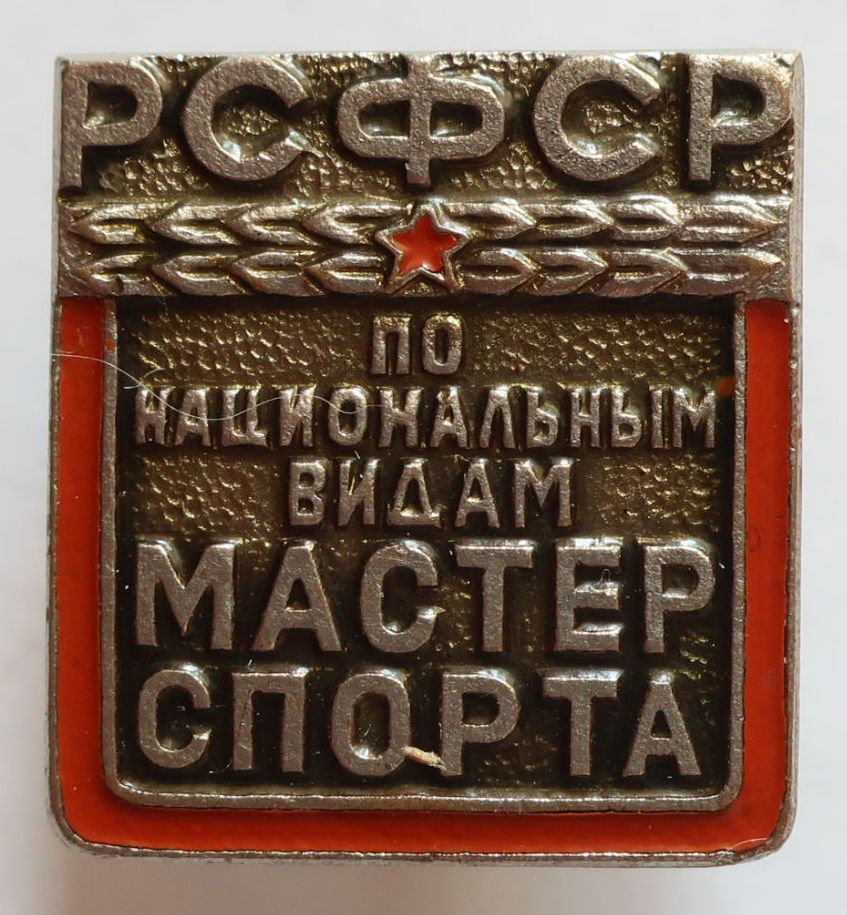 РСФСР
ПО
НАЦИОНАЛЬНЫМ
ВИДАМ
МАСТЕР
СПОРТА